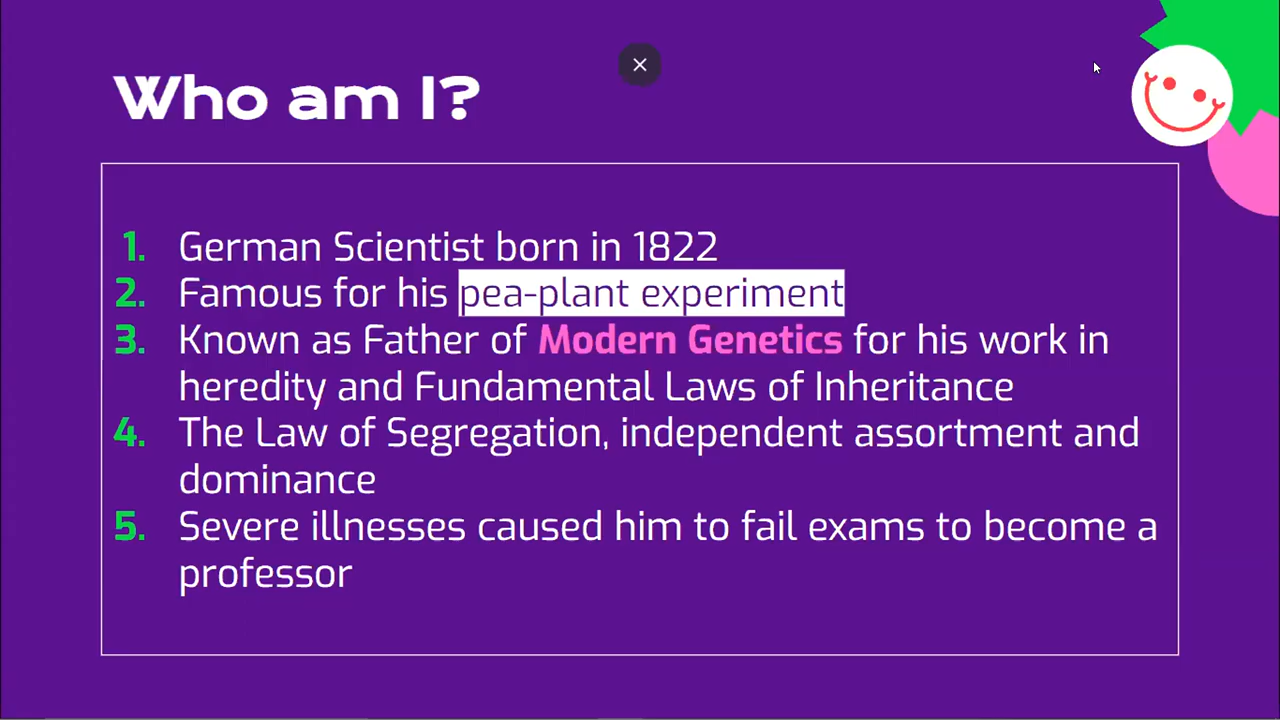 Who am I?
1. German Scientist born in 1822
2. Famous for his pea-plant experiment
3. Known as Father of Modern Genetics for his work in
heredity and Fundamental Laws of Inheritance
4. The Law of Segregation, independent assortment and
dominance
5. Severe illnesses caused him to fail exams to become a
professor